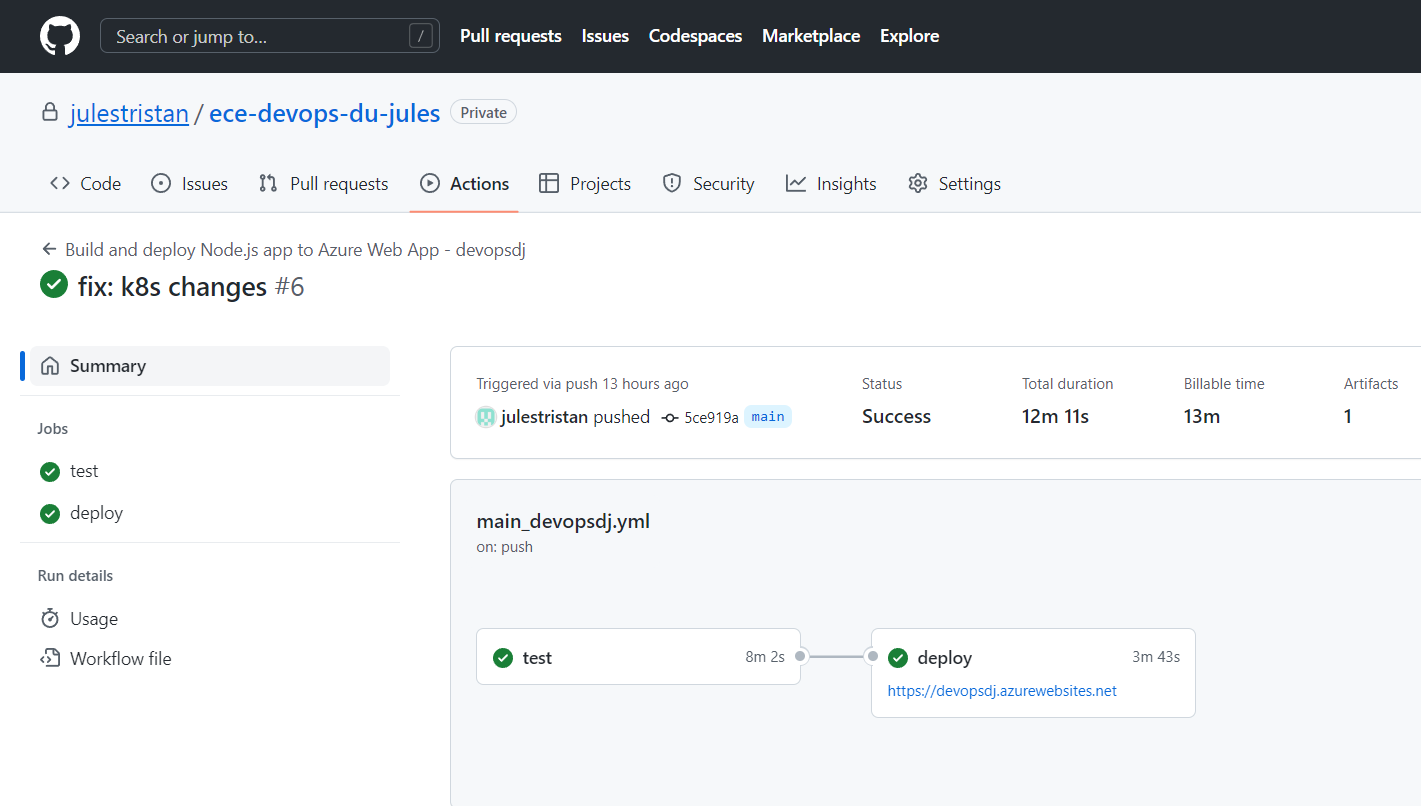 Search or jump to... / Pull requests Issues Codespaces Marketplace Explore
julestristan / ece-devops-du-jules Private
Code Issues Pull requests Actions Projects Security Insights Settings
Build and deploy Node.js app to Azure Web App - devopsdj
fix: k8s changes #6
Summary
Jobs
test
deploy
Run details
Usage
Workflow file
Triggered via push 13 hours ago
julestristan pushed 5ce919a main
Status
Success
Total duration
12m 11s
Billable time
13m
Artifacts
1
main_devopsdj.yml
on: push
test 8m 2s
deploy 3m 43s
https://devopsdj.azurewebsites.net